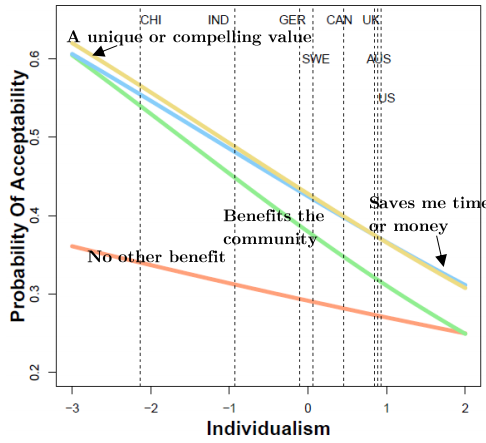 CHI IND GER CAN UK
A unique or compelling value
SWE AUS
US
Saves me time
or money
Benefits the
community
No other benefit
Probability Of Acceptability
0.6
0.5
0.4
0.3
0.2
−3 −2 −1 0 1 2
Individualism